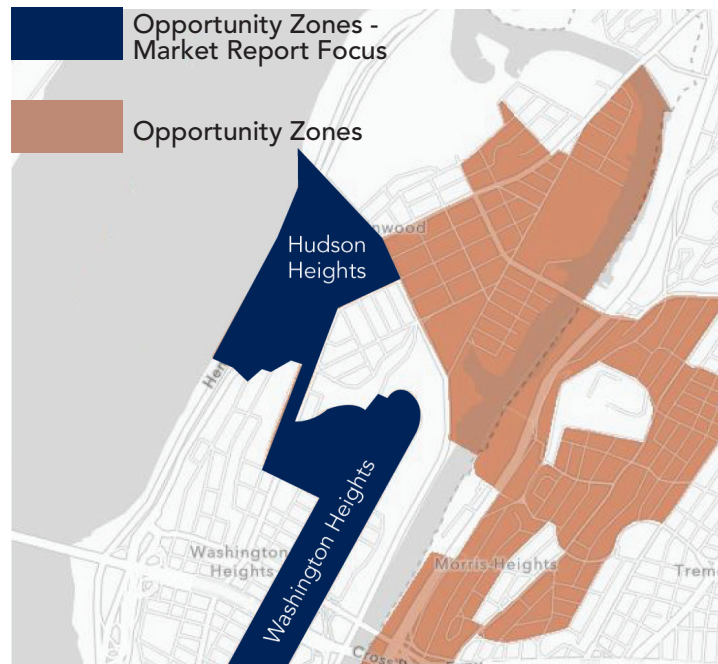 Opportunity Zones -
Market Report Focus
Opportunity Zones
Hudson
Heights
Washington Heights
Washington
Heights
Morris-Heights